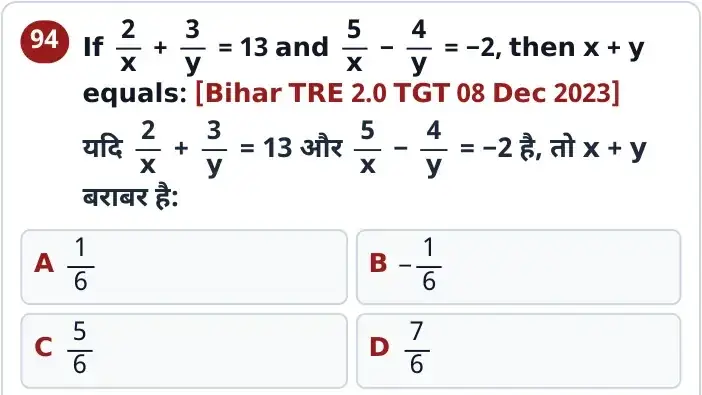 94 If 2/x + 3/y = 13 and 5/x − 4/y = −2, then x + y
equals: [Bihar TRE 2.0 TGT 08 Dec 2023]
यदि 2/x + 3/y = 13 और 5/x − 4/y = −2 है, तो x + y
बराबर है:
A 1/6 B −1/6
C 5/6 D 7/6